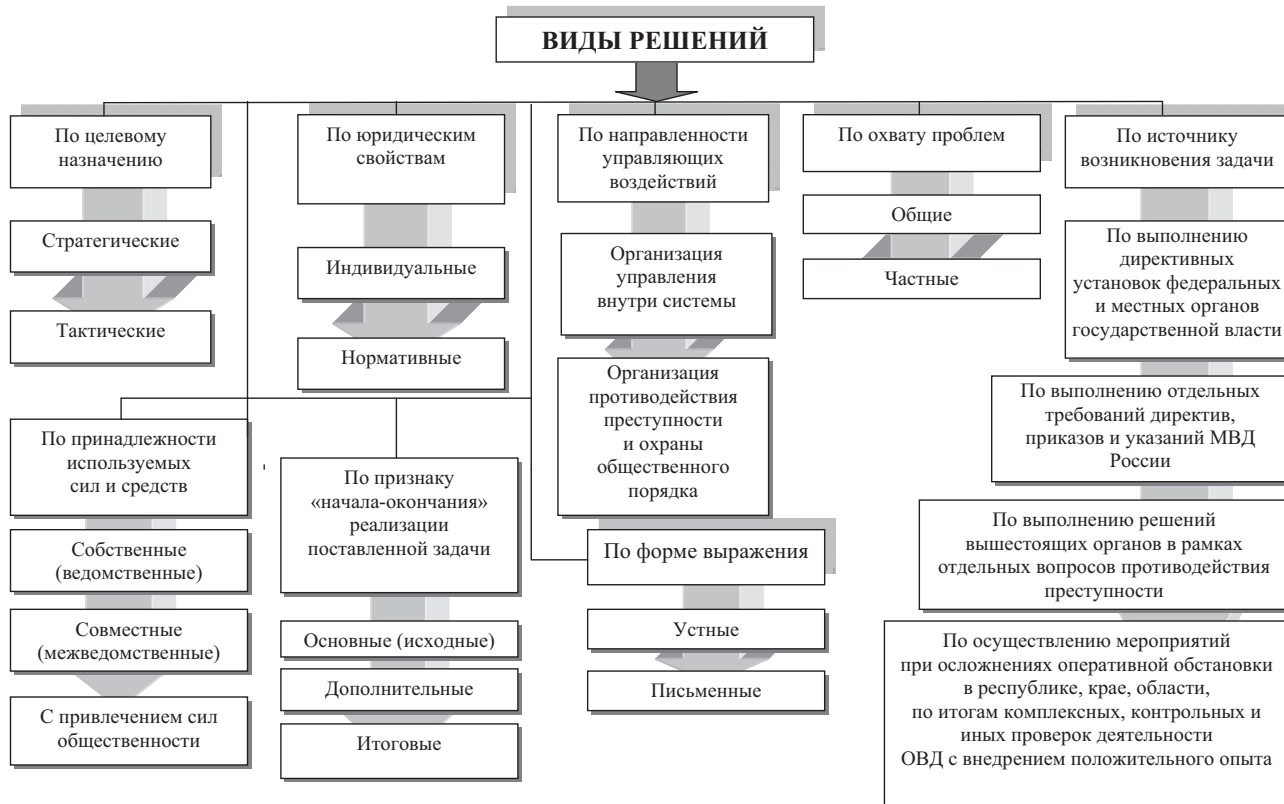 ВИДЫ РЕШЕНИЙ
По целевому
назначению
Стратегические
Тактические
По юридическим
свойствам
Индивидуальные
Нормативные
По направленности
управляющих
воздействий
Организация
управления
внутри системы
Организация
противодействия
преступности
и охраны
общественного
порядка
По охвату проблем
Общие
Частные
По источнику
возникновения задачи
По выполнению
директивных
установок федеральных
и местных органов
государственной власти
По выполнению отдельных
требований директив,
приказов и указаний МВД
России
По выполнению решений
вышестоящих органов в рамках
отдельных вопросов противодействия
преступности
По осуществлению мероприятий
при осложнениях оперативной обстановки
в республике, крае, области,
по итогам комплексных, контрольных и
иных проверок деятельности
ОВД с внедрением положительного опыта
По принадлежности
используемых
сил и средств
Собственные
(ведомственные)
Совместные
(межведомственные)
С привлечением сил
общественности
По признаку
«начала-окончания»
реализации
поставленной задачи
Основные (исходные)
Дополнительные
Итоговые
По форме выражения
Устные
Письменные